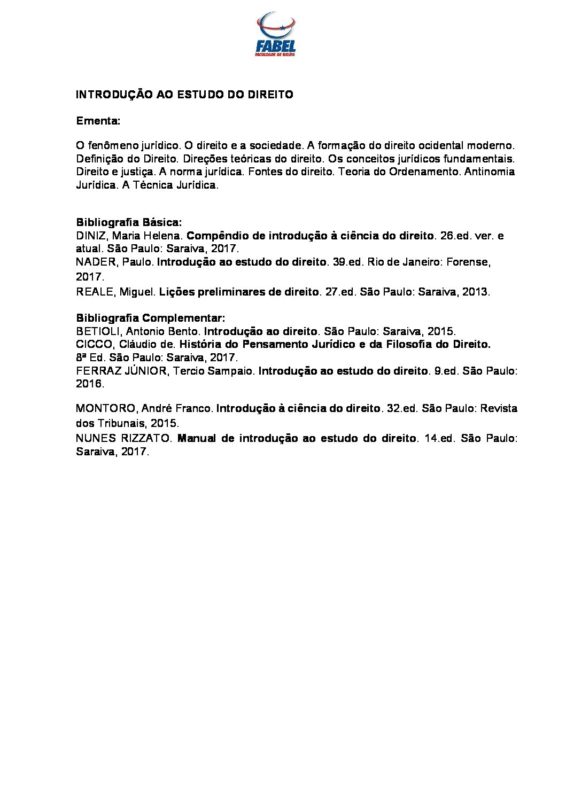 FABEL
FACULDADE DE BELÉM
INTRODUÇÃO AO ESTUDO DO DIREITO
Ementa:
O fenômeno jurídico. O direito e a sociedade. A formação do direito ocidental moderno.
Definição do Direito. Direções teóricas do direito. Os conceitos jurídicos fundamentais.
Direito e justiça. A norma jurídica. Fontes do direito. Teoria do Ordenamento. Antinomia
Jurídica. A Técnica Jurídica.
Bibliografia Básica:
DINIZ, Maria Helena. Compêndio de introdução à ciência do direito. 26.ed. ver. e
atual. São Paulo: Saraiva, 2017.
NADER, Paulo. Introdução ao estudo do direito. 39.ed. Rio de Janeiro: Forense,
2017.
REALE, Miguel. Lições preliminares de direito. 27.ed. São Paulo: Saraiva, 2013.
Bibliografia Complementar:
BETIOLI, Antonio Bento. Introdução ao direito. São Paulo: Saraiva, 2015.
CICCO, Cláudio de. História do Pensamento Jurídico e da Filosofia do Direito.
8ª Ed. São Paulo: Saraiva, 2017.
FERRAZ JÚNIOR, Tercio Sampaio. Introdução ao estudo do direito. 9.ed. São Paulo:
2016.
MONTORO, André Franco. Introdução à ciência do direito. 32.ed. São Paulo: Revista
dos Tribunais, 2015.
NUNES RIZZATO. Manual de introdução ao estudo do direito. 14.ed. São Paulo:
Saraiva, 2017.